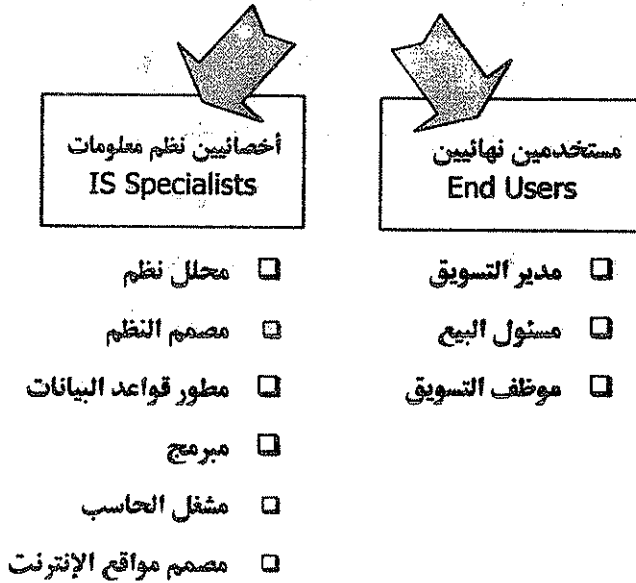 مستخدمين نهائيين
End Users
مدير التسويق
مسئول البيع
موظف التسويق
أخصائيين نظم معلومات
IS Specialists
محلل نظم
مصمم النظم
مطور قواعد البيانات
مبرمج
مشغل الحاسب
مصمم مواقع الإنترنت